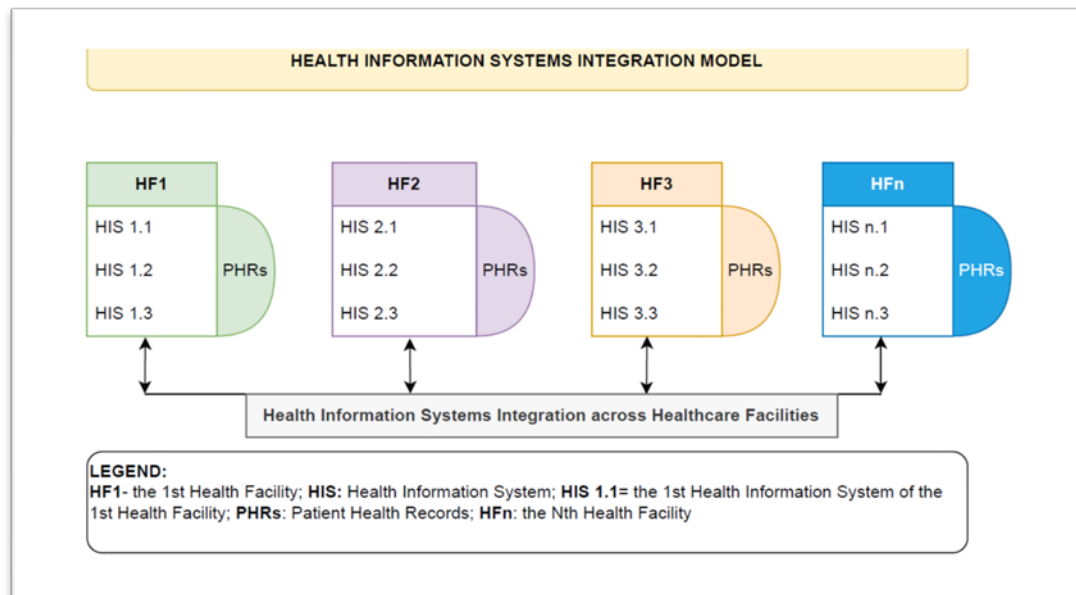 HEALTH INFORMATION SYSTEMS INTEGRATION MODEL
HF1
HIS 1.1
HIS 1.2
HIS 1.3
PHRs
HF2
HIS 2.1
HIS 2.2
HIS 2.3
PHRs
HF3
HIS 3.1
HIS 3.2
HIS 3.3
PHRs
HFn
HIS n.1
HIS n.2
HIS n.3
PHRs
Health Information Systems Integration across Healthcare Facilities
LEGEND:
HF1- the 1st Health Facility; HIS: Health Information System; HIS 1.1= the 1st Health Information System of the
1st Health Facility; PHRs: Patient Health Records; HFn: the Nth Health Facility